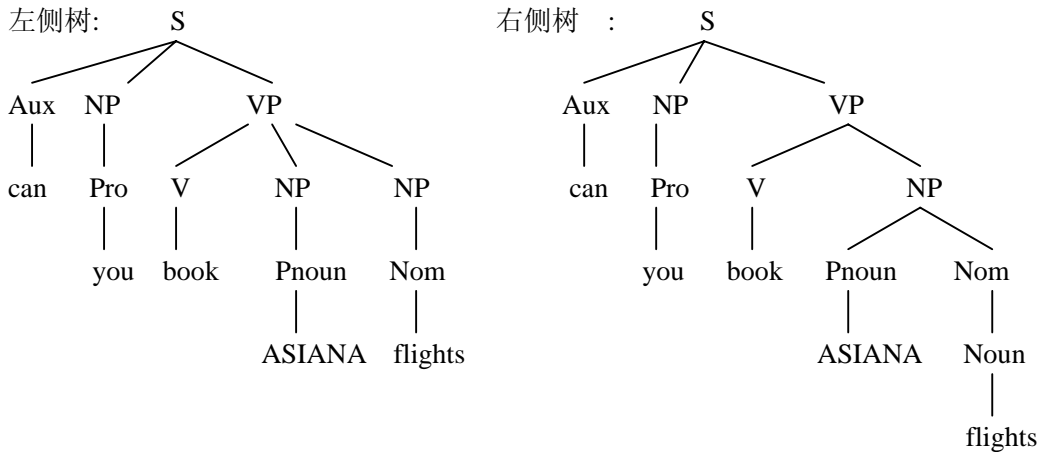 左侧树: S 右侧树 : S
Aux NP VP Aux NP VP
can Pro V NP NP can Pro V NP
you book Pnoun Nom you book Pnoun Nom
ASIANA flights ASIANA Noun
flights